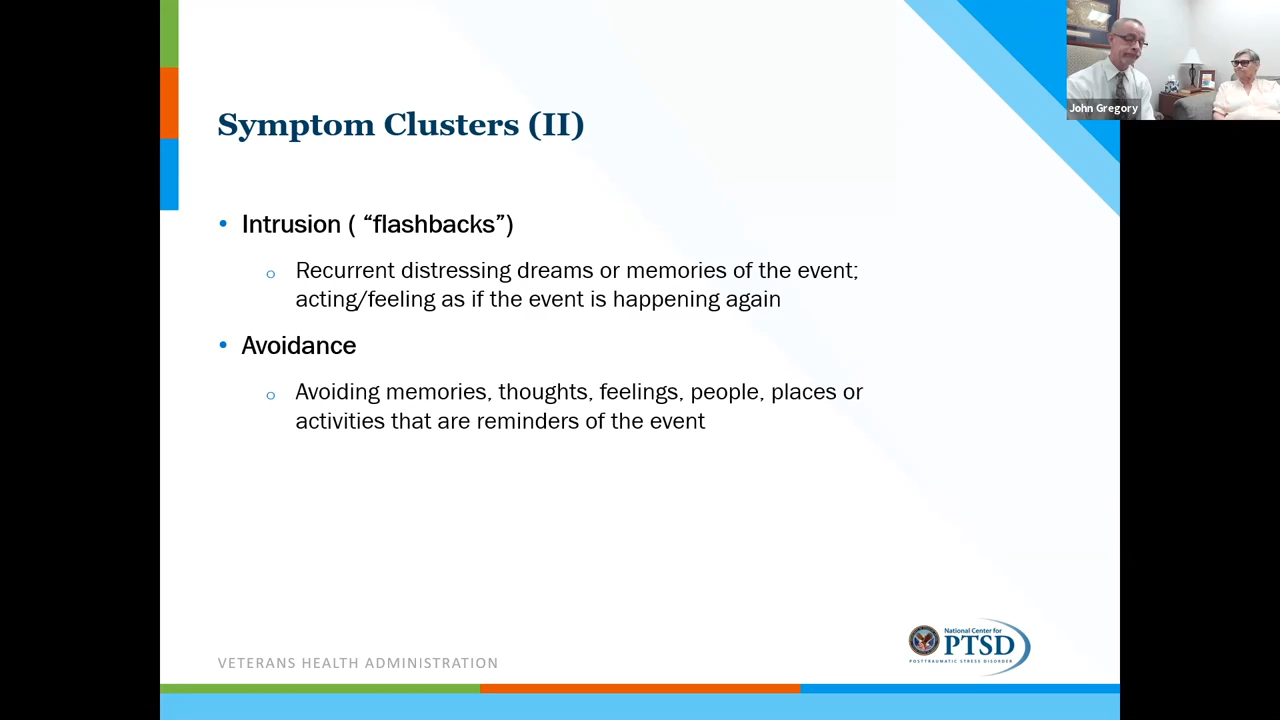 John Gregory
Symptom Clusters (II)
• Intrusion ( “flashbacks”)
o Recurrent distressing dreams or memories of the event;
acting/feeling as if the event is happening again
• Avoidance
o Avoiding memories, thoughts, feelings, people, places or
activities that are reminders of the event
VETERANS HEALTH ADMINISTRATION
National Center for
PTSD
POSTTRAUMATIC STRESS DISORDER